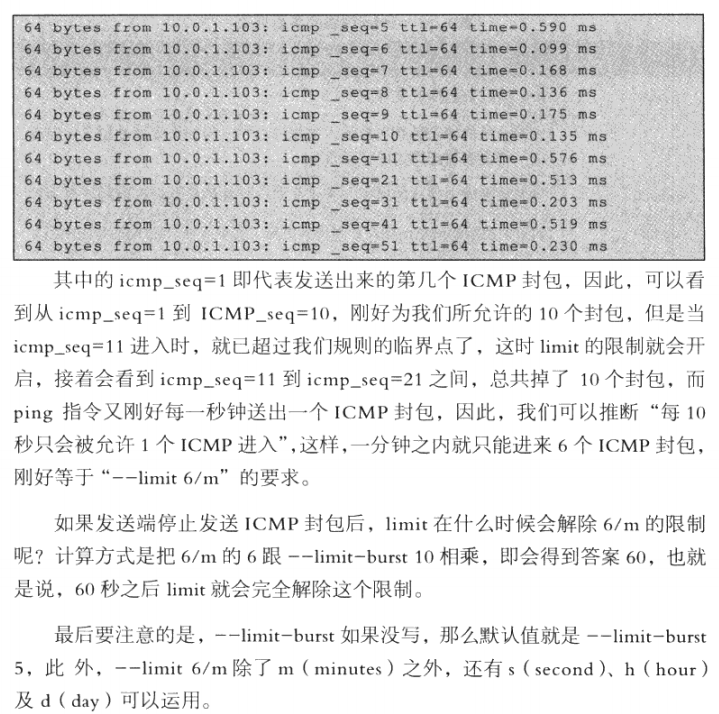 64 bytes from 10.0.1.103: icmp _seq=5 ttl=64 time=0.590 ms
64 bytes from 10.0.1.103: icmp _seq=6 ttl=64 time=0.099 ms
64 bytes from 10.0.1.103: icmp _seq=7 ttl=64 time=0.168 ms
64 bytes from 10.0.1.103: icmp _seq=8 ttl=64 time=0.136 ms
64 bytes from 10.0.1.103: icmp _seq=9 ttl=64 time=0.175 ms
64 bytes from 10.0.1.103: icmp _seq=10 ttl=64 time=0.135 ms
64 bytes from 10.0.1.103: icmp _seq=11 ttl=64 time=0.576 ms
64 bytes from 10.0.1.103: icmp _seq=21 ttl=64 time=0.513 ms
64 bytes from 10.0.1.103: icmp _seq=31 ttl=64 time=0.203 ms
64 bytes from 10.0.1.103: icmp _seq=41 ttl=64 time=0.519 ms
64 bytes from 10.0.1.103: icmp _seq=51 ttl=64 time=0.230 ms
其中的 icmp_seq=1 即代表发送出来的第几个 ICMP 封包，因此，可以看
到从 icmp_seq=1 到 ICMP_seq=10，刚好为我们所允许的 10 个封包，但是当
icmp_seq=11 进入时，就已超过我们规则的临界点了，这时 limit 的限制就会开
启，接着会看到 icmp_seq=11 到 icmp_seq=21 之间，总共掉了 10 个封包，而
ping 指令又刚好每一秒钟送出一个 ICMP 封包，因此，我们可以推断“每 10
秒只会被允许 1 个 ICMP 进入”，这样，一分钟之内就只能进来 6 个 ICMP 封包，
刚好等于“--limit 6/m”的要求。
如果发送端停止发送 ICMP 封包后，limit 在什么时候会解除 6/m 的限制
呢？计算方式是把 6/m 的 6 跟 --limit-burst 10 相乘，即会得到答案 60，也就
是说，60 秒之后 limit 就会完全解除这个限制。
最后要注意的是，--limit-burst 如果没写，那么默认值就是 --limit-burst
5，此 外，--limit 6/m 除了 m（minutes）之外，还有 s（second）、h（hour）
及 d（day）可以运用。